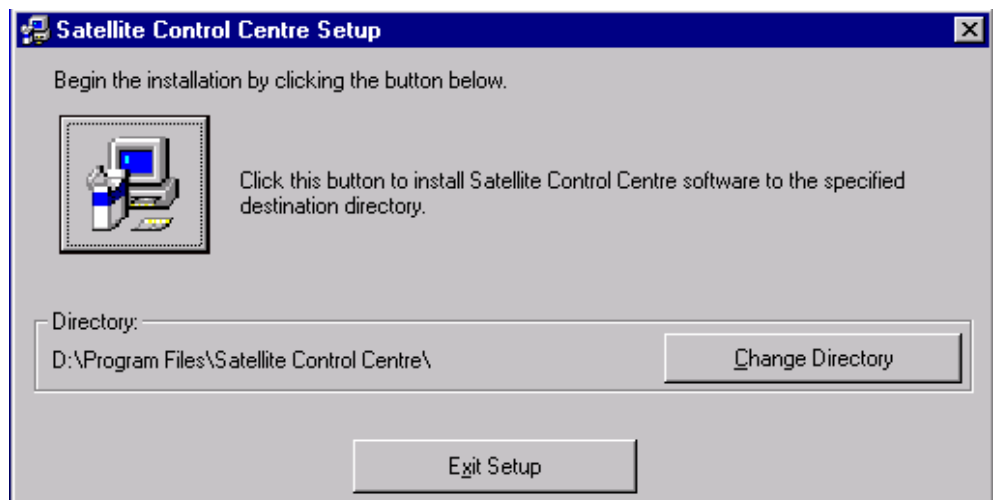 Satellite Control Centre Setup
Begin the installation by clicking the button below.
Click this button to install Satellite Control Centre software to the specified
destination directory.
Directory:
D:\Program Files\Satellite Control Centre\
Change Directory
Exit Setup